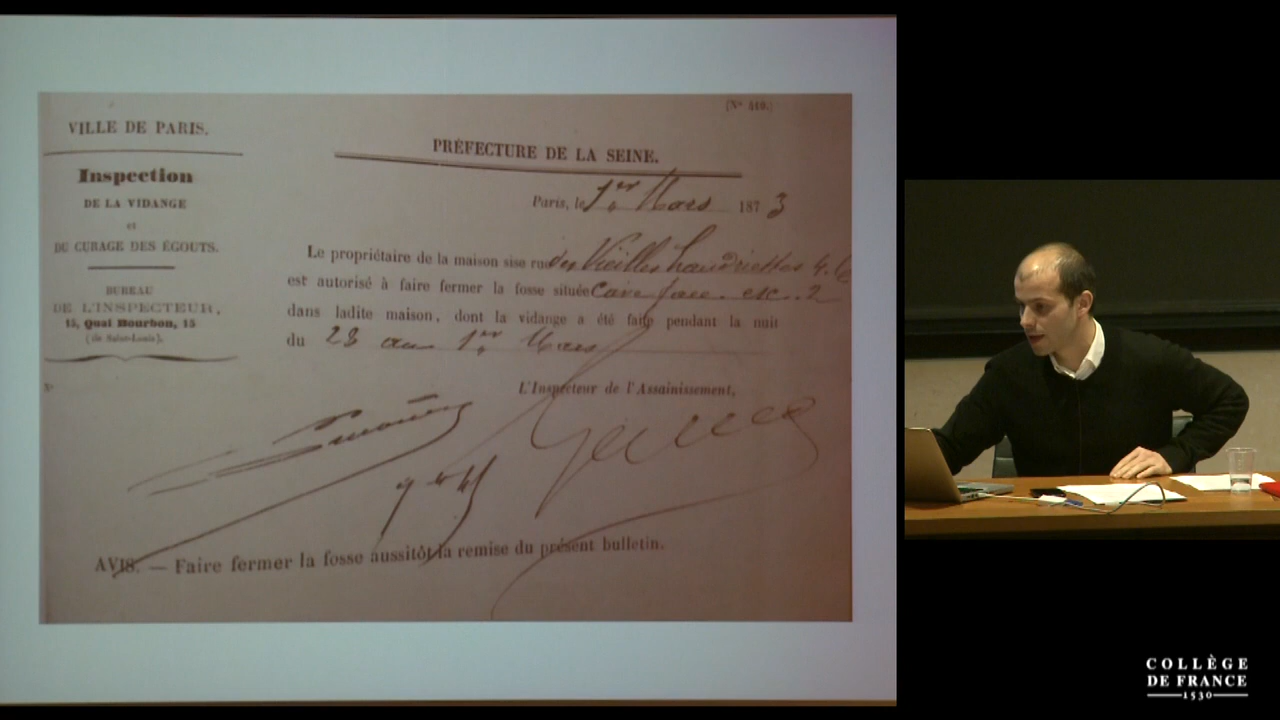 (N° 440.)
VILLE DE PARIS.
Inspection
DE LA VIDANGE
et
DU CURAGE DES ÉGOUTS.
BUREAU
DE L'INSPECTEUR,
15, Quai Bourbon, 15
(île Saint-Louis).
PRÉFECTURE DE LA SEINE.
Paris, le 1er Mars 1873
Le propriétaire de la maison sise rue des Vieilles haudriettes 4.6
est autorisé à faire fermer la fosse située Cave face. esc. 2
dans ladite maison, dont la vidange a été faite pendant la nuit
du 28 au 1er Mars
L'Inspecteur de l'Assainissement,
AVIS. — Faire fermer la fosse aussitôt la remise du présent bulletin.
COLLÈGE
DE FRANCE
1530